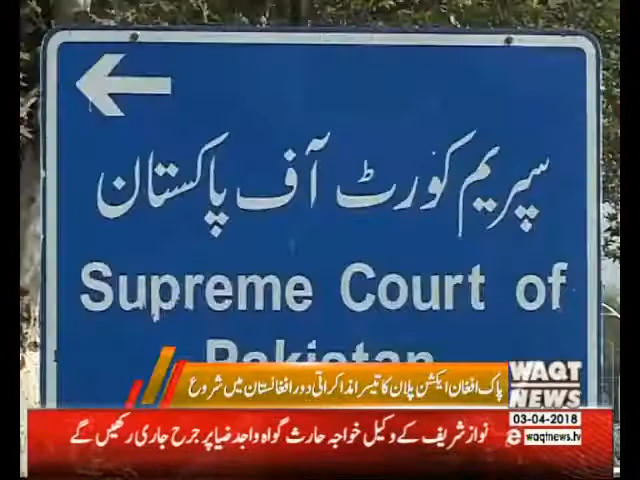 سپریم کورٹ آف پاکستان
Supreme Court of
Pakistan
پاک افغان ایکشن پلان کا تیسرا مذاکراتی دور افغانستان میں شروع
WAQT
NEWS
03-04-2018
نواز شریف کے وکیل خواجہ حارث گواہ واجد ضیا پر جرح جاری رکھیں گے
e waqtnews.tv